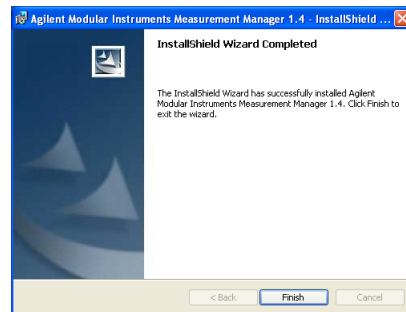 Agilent Modular Instruments Measurement Manager 1.4 - InstallShield ...
InstallShield Wizard Completed
The InstallShield Wizard has successfully installed Agilent
Modular Instruments Measurement Manager 1.4. Click Finish to
exit the wizard.
< Back Finish Cancel